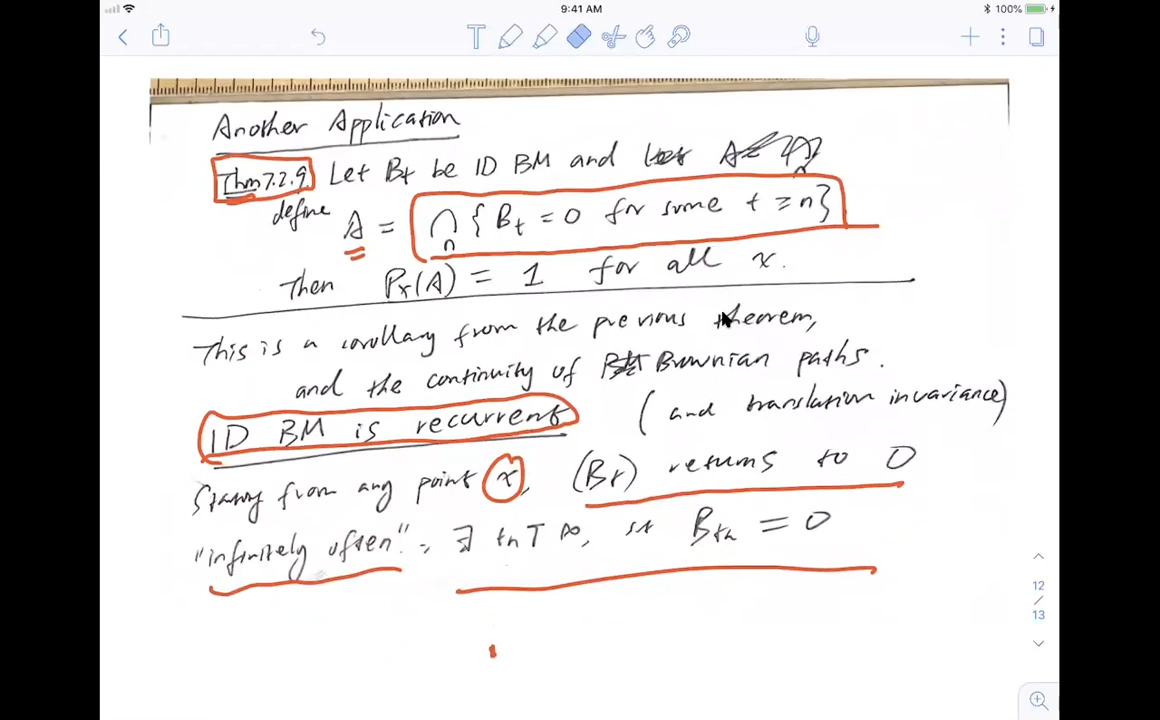 9:41 AM
100%
Another Application
Thm 7.2.9. Let Bt be 1D BM and
define A = ∩n { Bt = 0 for some t ≥ n }
Then Px(A) = 1 for all x.
This is a corollary from the previous theorem,
and the continuity of Brownian paths.
(and translation invariance)
1D BM is recurrent
Starting from any point x, (Bt) returns to 0
"infinitely often". ∃ tn ↑ ∞, st Btn = 0
12
/
13